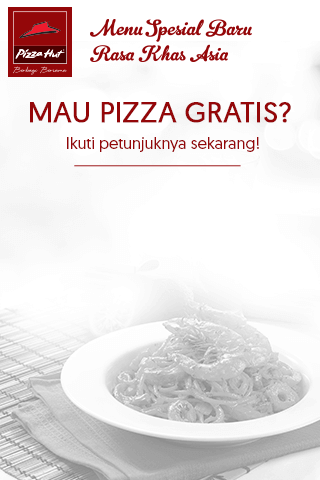 Pizza Hut
Berbagi Bersama
Menu Spesial Baru
Rasa Khas Asia
MAU PIZZA GRATIS?
Ikuti petunjuknya sekarang!